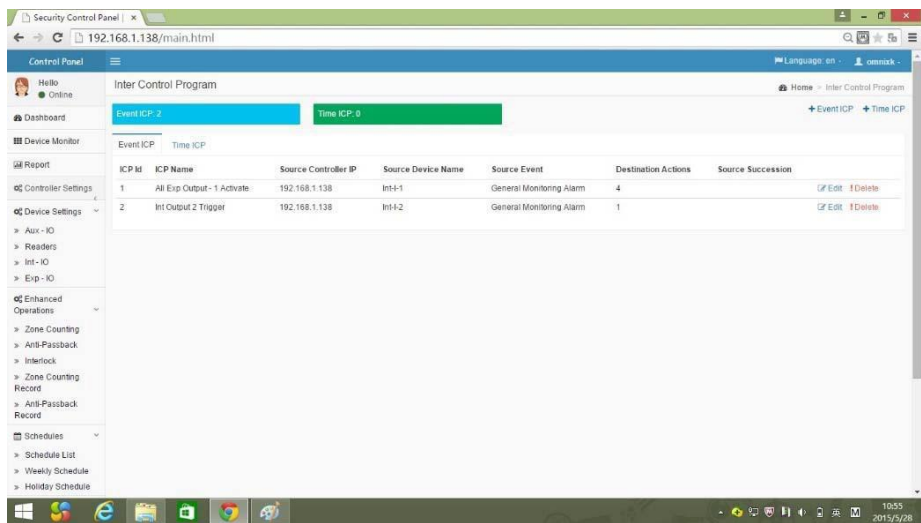 Security Control Panel |
192.168.1.138/main.html
Control Panel
Language: en
omnixk
Hello
Online
Inter Control Program
Home > Inter Control Program
Dashboard
Event ICP: 2
Time ICP: 0
+ Event ICP + Time ICP
Device Monitor
Event ICP Time ICP
Report
ICP Id ICP Name Source Controller IP Source Device Name Source Event Destination Actions Source Succession
Controller Settings
1 All Exp Output - 1 Activate 192.168.1.138 Int-I-1 General Monitoring Alarm 4 Edit Delete
Device Settings
2 Int Output 2 Trigger 192.168.1.138 Int-I-2 General Monitoring Alarm 1 Edit Delete
» Aux - IO
» Readers
» Int - IO
» Exp - IO
Enhanced
Operations
» Zone Counting
» Anti-Passback
» Interlock
» Zone Counting
Record
» Anti-Passback
Record
Schedules
» Schedule List
» Weekly Schedule
» Holiday Schedule
英
M
10:55
2015/5/28